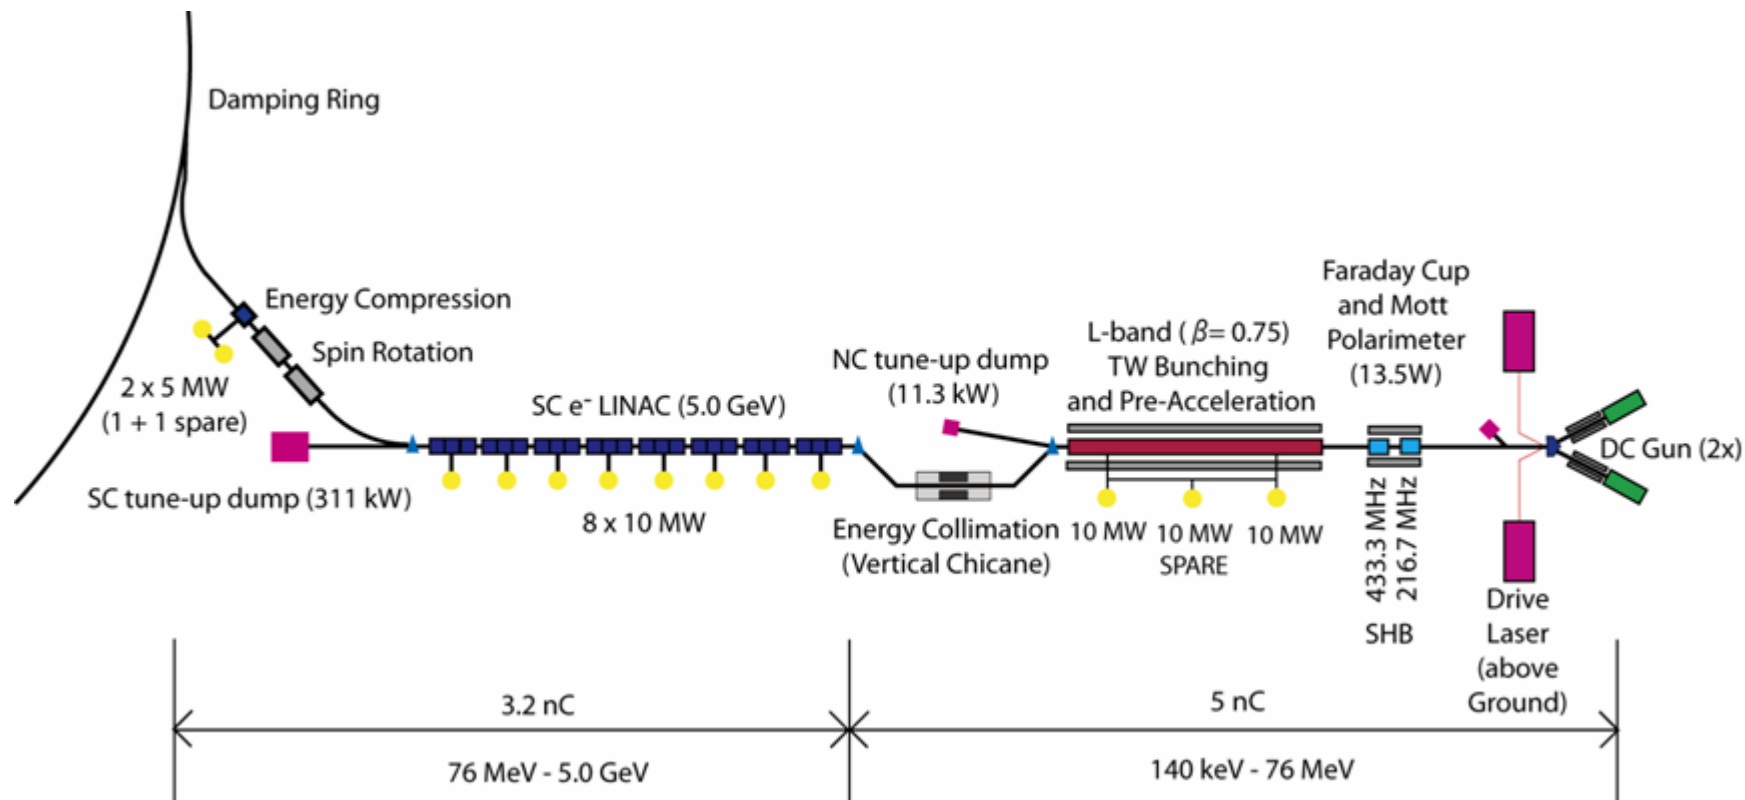 Damping Ring
Energy Compression
Spin Rotation
2 x 5 MW
(1 + 1 spare)
SC tune-up dump (311 kW)
SC e⁻ LINAC (5.0 GeV)
8 x 10 MW
NC tune-up dump
(11.3 kW)
Energy Collimation
(Vertical Chicane)
L-band (β= 0.75)
TW Bunching
and Pre-Acceleration
10 MW
10 MW
SPARE
10 MW
Faraday Cup
and Mott
Polarimeter
(13.5W)
433.3 MHz
216.7 MHz
SHB
DC Gun (2x)
Drive
Laser
(above
Ground)
3.2 nC
76 MeV - 5.0 GeV
5 nC
140 keV - 76 MeV